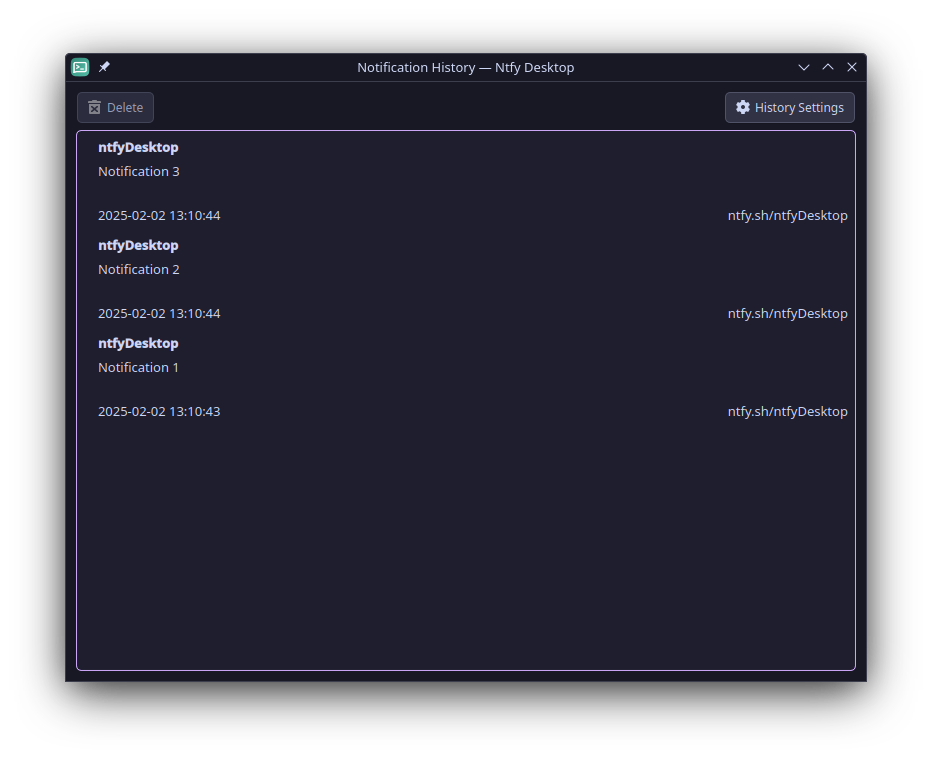 Notification History — Ntfy Desktop
Delete
History Settings
ntfyDesktop
Notification 3
2025-02-02 13:10:44 ntfy.sh/ntfyDesktop
ntfyDesktop
Notification 2
2025-02-02 13:10:44 ntfy.sh/ntfyDesktop
ntfyDesktop
Notification 1
2025-02-02 13:10:43 ntfy.sh/ntfyDesktop